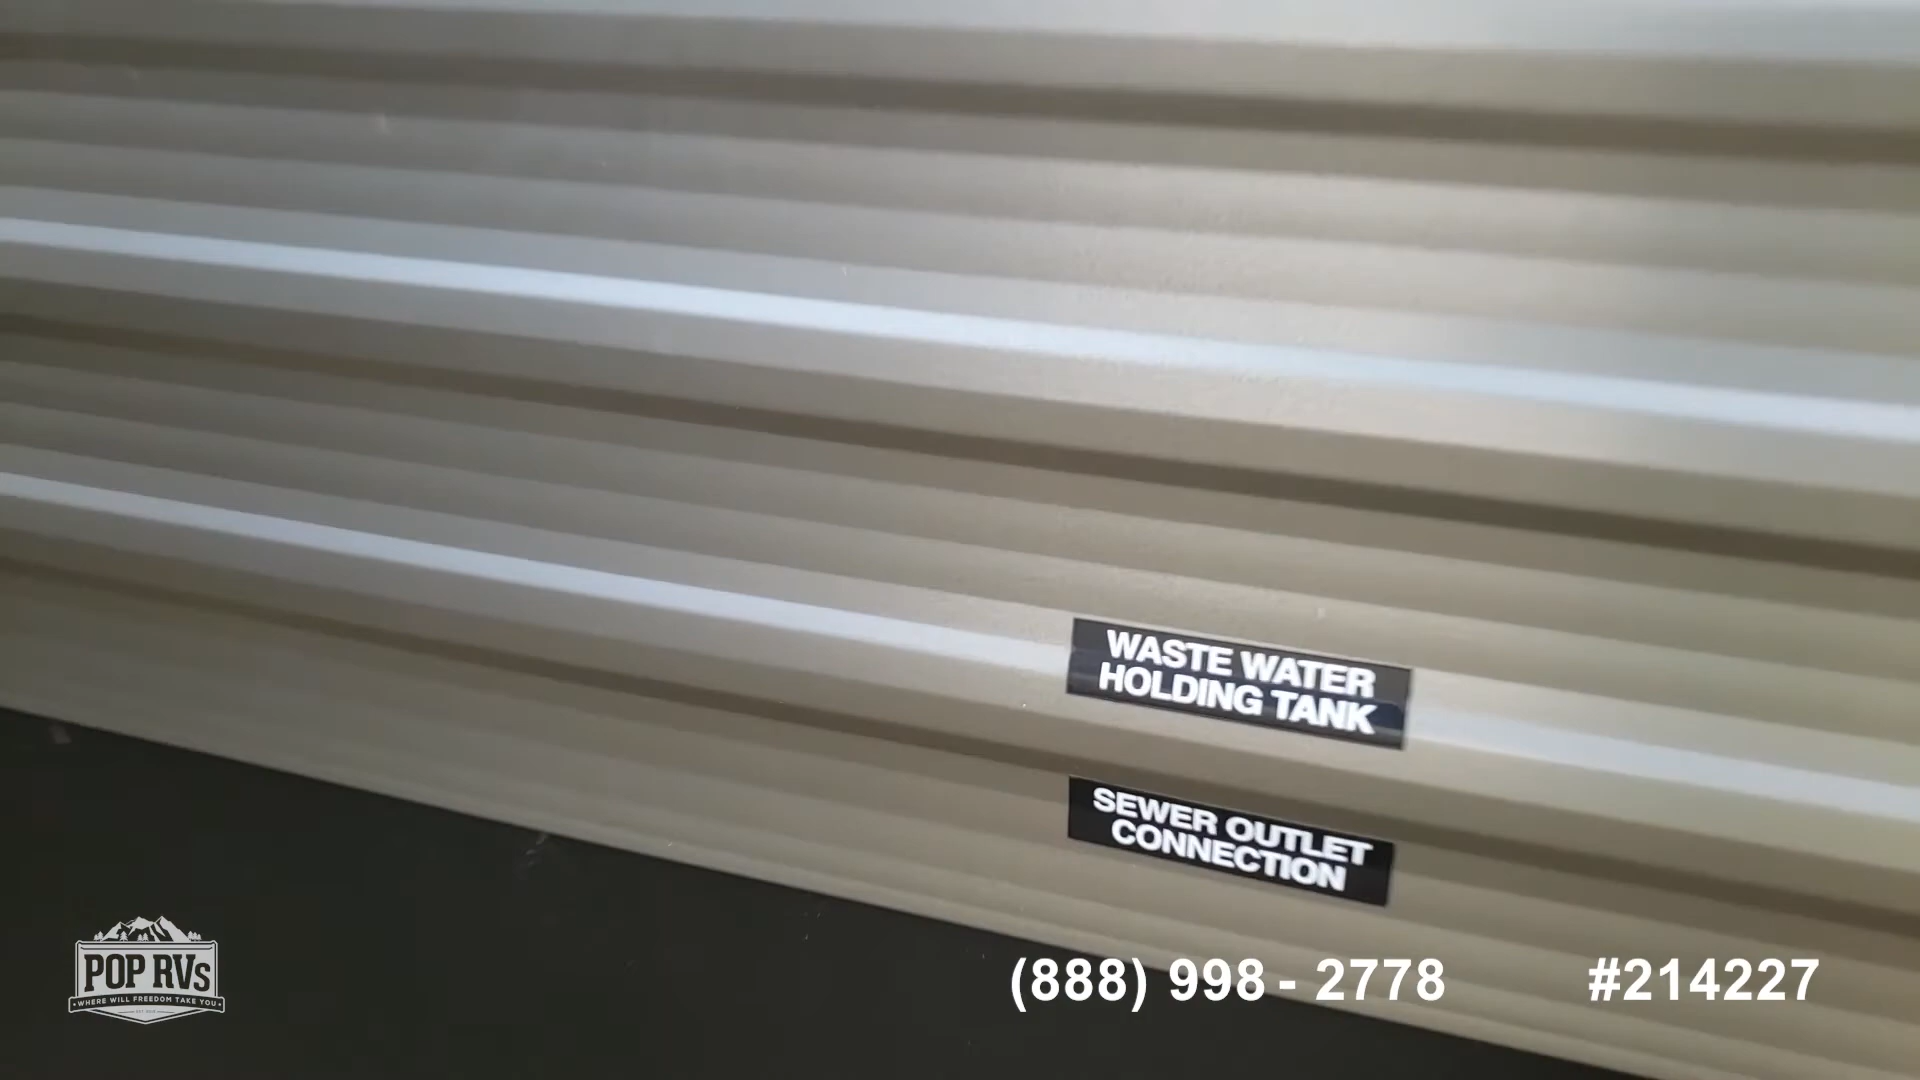 WASTE WATER
HOLDING TANK
SEWER OUTLET
CONNECTION
POP RVs
WHERE WILL FREEDOM TAKE YOU
(888) 998 - 2778
#214227